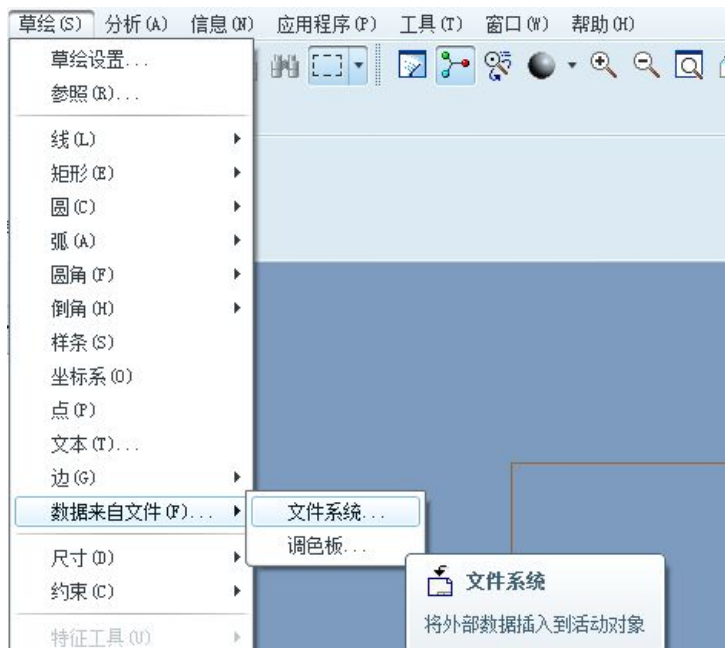 草绘(S) 分析(A) 信息(N) 应用程序(P) 工具(T) 窗口(W) 帮助(H)
草绘设置...
参照(R)...
线(L)
矩形(E)
圆(C)
弧(A)
圆角(F)
倒角(H)
样条(S)
坐标系(O)
点(P)
文本(T)...
边(G)
数据来自文件(F)...
文件系统...
调色板...
尺寸(D)
约束(C)
文件系统
将外部数据插入到活动对象
特征工具(U)